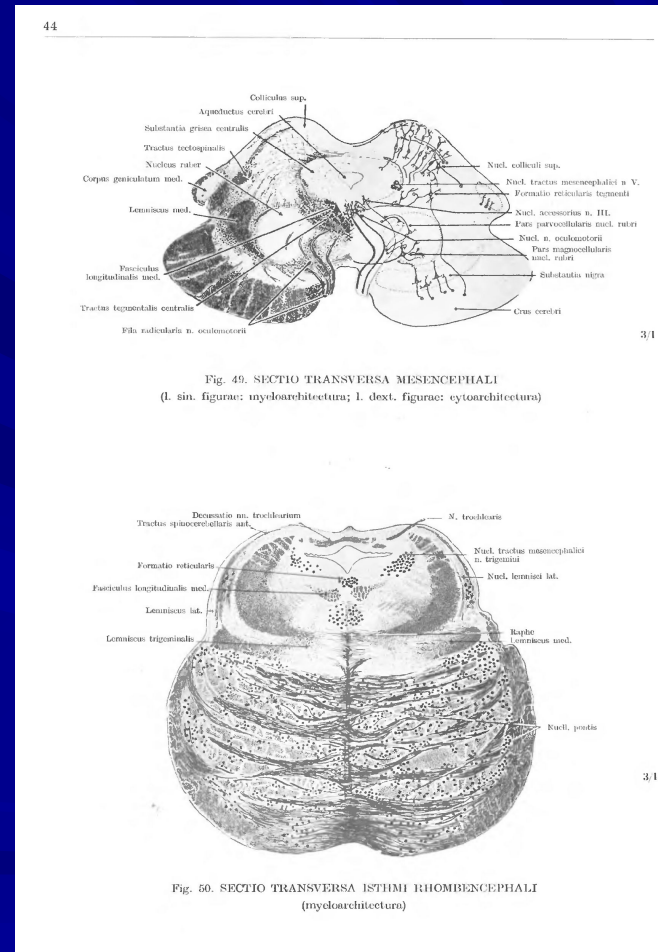 44
Colliculus sup.
Aqueductus cerebri
Substantia grisea centralis
Tractus tectospinalis
Nucleus ruber
Corpus geniculatum med.
Lemniscus med.
Fasciculus
longitudinalis med.
Tractus tegmentalis centralis
Fila radicularia n. oculomotorii
Nucl. colliculi sup.
Nucl. tractus mesencephalici n V.
Formatio reticularis tegmenti
Nucl. accessorius n. III.
Pars parvocellularis nucl. rubri
Nucl. n. oculomotorii
Pars magnocellularis
nucl. rubri
Substantia nigra
Crus cerebri
3/1
Fig. 49. SECTIO TRANSVERSA MESENCEPHALI
(l. sin. figurae: myeloarchitectura; l. dext. figurae: cytoarchitectura)
Decussatio nn. trochlearium
Tractus spinocerebellaris ant.
Formatio reticularis
Fasciculus longitudinalis med.
Lemniscus lat.
Lemniscus trigeminalis
N. trochlearis
Nucl. tractus mesencephalici
n. trigemini
Nucl. lemnisci lat.
Raphe
Lemniscus med.
Nucll. pontis
3/1
Fig. 50. SECTIO TRANSVERSA ISTHMI RHOMBENCEPHALI
(myeloarchitectura)